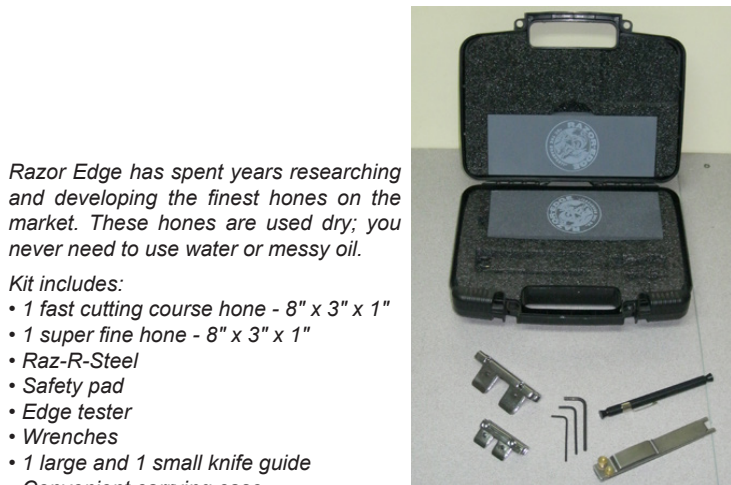 Razor Edge has spent years researching
and developing the finest hones on the
market. These hones are used dry; you
never need to use water or messy oil.
Kit includes:
• 1 fast cutting course hone - 8" x 3" x 1"
• 1 super fine hone - 8" x 3" x 1"
• Raz-R-Steel
• Safety pad
• Edge tester
• Wrenches
• 1 large and 1 small knife guide